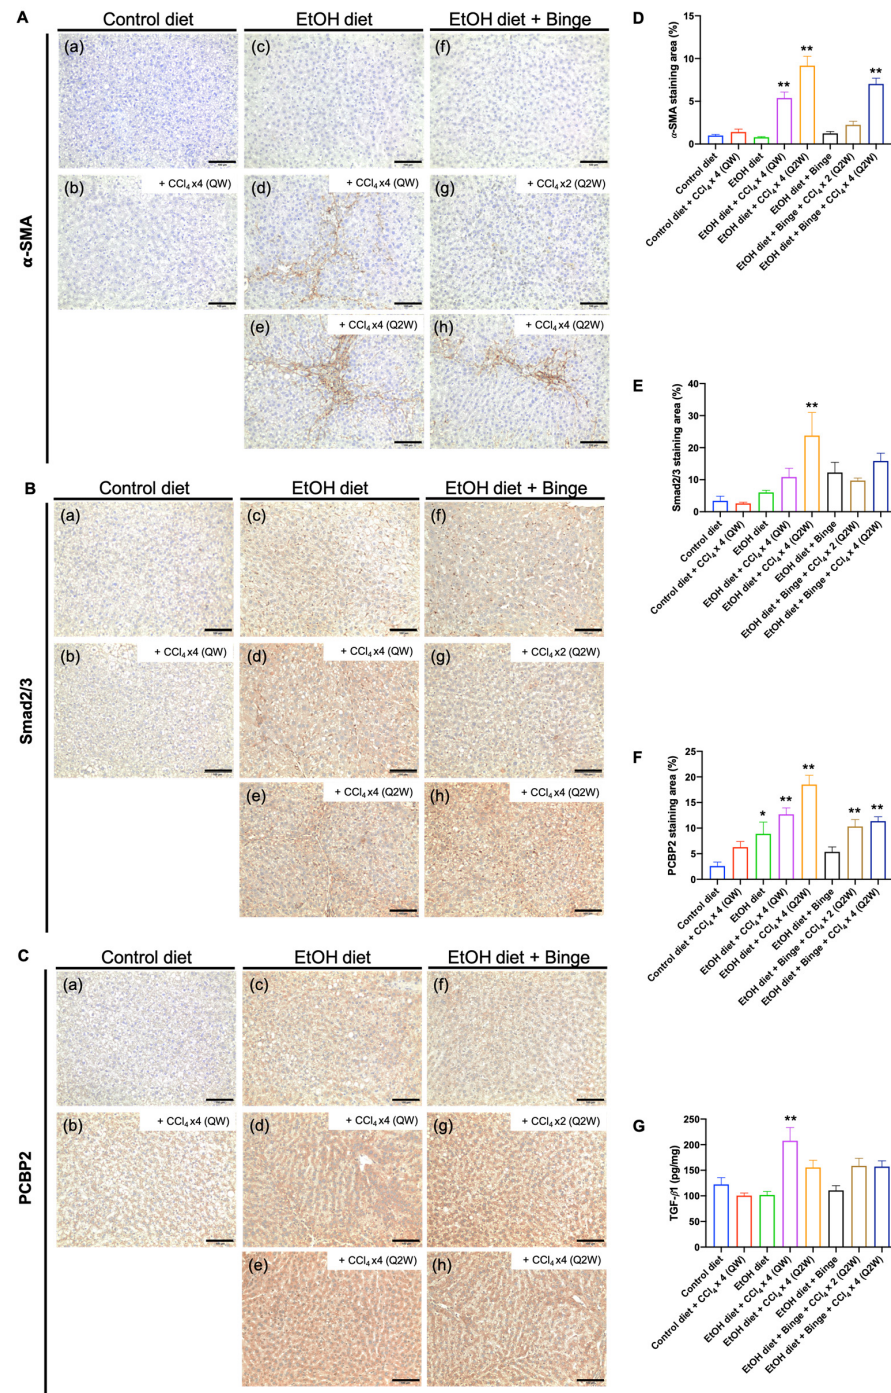 A
Control diet
EtOH diet
EtOH diet + Binge
α-SMA
(a)
(c)
(f)
(b)
+ CCl₄ x4 (QW)
(d)
+ CCl₄ x4 (QW)
(g)
+ CCl₄ x2 (Q2W)
(e)
+ CCl₄ x4 (Q2W)
(h)
+ CCl₄ x4 (Q2W)
B
Control diet
EtOH diet
EtOH diet + Binge
Smad2/3
(a)
(c)
(f)
(b)
+ CCl₄ x4 (QW)
(d)
+ CCl₄ x4 (QW)
(g)
+ CCl₄ x2 (Q2W)
(e)
+ CCl₄ x4 (Q2W)
(h)
+ CCl₄ x4 (Q2W)
C
Control diet
EtOH diet
EtOH diet + Binge
PCBP2
(a)
(c)
(f)
(b)
+ CCl₄ x4 (QW)
(d)
+ CCl₄ x4 (QW)
(g)
+ CCl₄ x2 (Q2W)
(e)
+ CCl₄ x4 (Q2W)
(h)
+ CCl₄ x4 (Q2W)
D
α-SMA staining area (%)
15
10
5
0
**
**
**
Control diet
Control diet + CCl₄ x 4 (QW)
EtOH diet
EtOH diet + CCl₄ x 4 (QW)
EtOH diet + CCl₄ x 4 (Q2W)
EtOH diet + Binge
EtOH diet + Binge + CCl₄ x 2 (Q2W)
EtOH diet + Binge + CCl₄ x 4 (Q2W)
E
Smad2/3 staining area (%)
40
30
20
10
0
**
Control diet
Control diet + CCl₄ x 4 (QW)
EtOH diet
EtOH diet + CCl₄ x 4 (QW)
EtOH diet + CCl₄ x 4 (Q2W)
EtOH diet + Binge
EtOH diet + Binge + CCl₄ x 2 (Q2W)
EtOH diet + Binge + CCl₄ x 4 (Q2W)
F
PCBP2 staining area (%)
25
20
15
10
5
0
*
**
**
**
**
Control diet
Control diet + CCl₄ x 4 (QW)
EtOH diet
EtOH diet + CCl₄ x 4 (QW)
EtOH diet + CCl₄ x 4 (Q2W)
EtOH diet + Binge
EtOH diet + Binge + CCl₄ x 2 (Q2W)
EtOH diet + Binge + CCl₄ x 4 (Q2W)
G
TGF-β1 (pg/mg)
250
200
150
100
50
0
**
Control diet
Control diet + CCl₄ x 4 (QW)
EtOH diet
EtOH diet + CCl₄ x 4 (QW)
EtOH diet + CCl₄ x 4 (Q2W)
EtOH diet + Binge
EtOH diet + Binge + CCl₄ x 2 (Q2W)
EtOH diet + Binge + CCl₄ x 4 (Q2W)